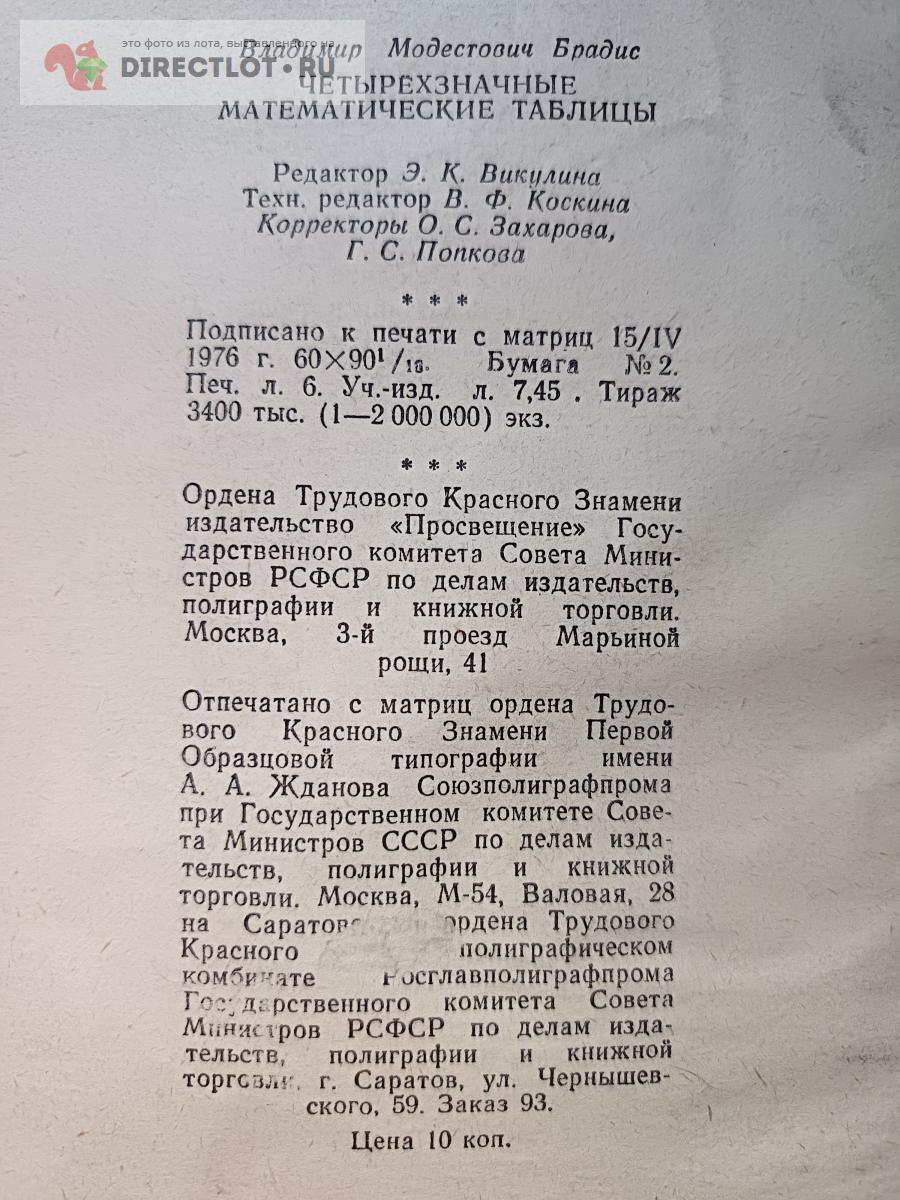 это фото из лота, выставленного на
DIRECTLOT.RU
Владимир Модестович Брадис
ЧЕТЫРЕХЗНАЧНЫЕ
МАТЕМАТИЧЕСКИЕ ТАБЛИЦЫ
Редактор Э. К. Викулина
Техн. редактор В. Ф. Коскина
Корректоры О. С. Захарова,
Г. С. Попкова
* * *
Подписано к печати с матриц 15/IV
1976 г. 60×90¹/₁₆. Бумага № 2.
Печ. л. 6. Уч.-изд. л. 7,45 . Тираж
3400 тыс. (1—2 000 000) экз.
* * *
Ордена Трудового Красного Знамени
издательство «Просвещение» Госу-
дарственного комитета Совета Мини-
стров РСФСР по делам издательств,
полиграфии и книжной торговли.
Москва, 3-й проезд Марьиной
рощи, 41
Отпечатано с матриц ордена Трудо-
вого Красного Знамени Первой
Образцовой типографии имени
А. А. Жданова Союзполиграфпрома
при Государственном комитете Сове-
та Министров СССР по делам изда-
тельств, полиграфии и книжной
торговли. Москва, М-54, Валовая, 28
на ордена Трудового
Красного полиграфическом
комбинате Росглавполиграфпрома
Государственного комитета Совета
Министров РСФСР по делам изда-
тельств, полиграфии и книжной
торговли. г. Саратов, ул. Чернышев-
ского, 59. Заказ 93.
Цена 10 коп.